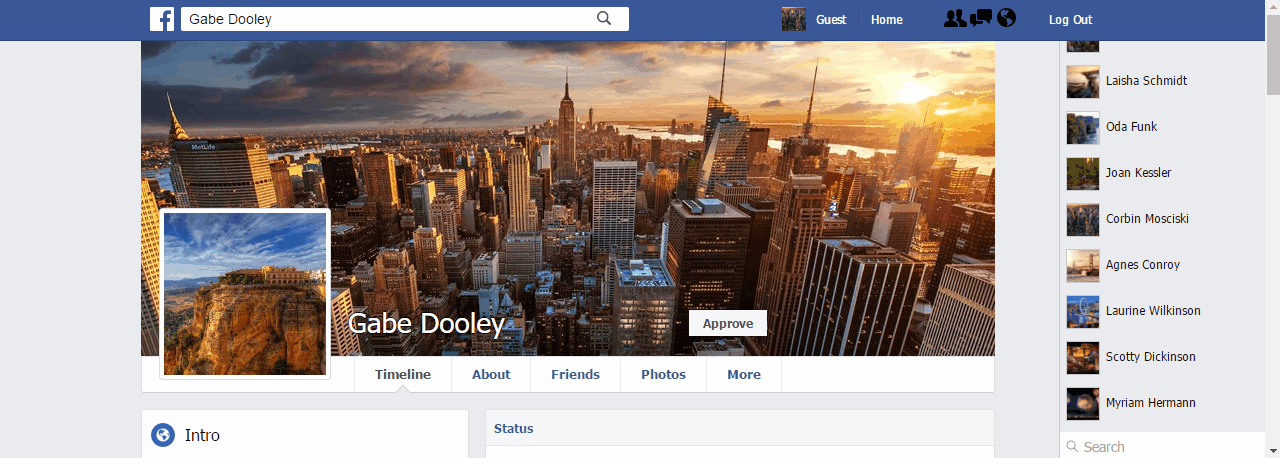 Gabe Dooley
Guest
Home
Log Out
MetLife
Gabe Dooley
Approve
Timeline
About
Friends
Photos
More
Intro
Status
Laisha Schmidt
Oda Funk
Joan Kessler
Corbin Mosciski
Agnes Conroy
Laurine Wilkinson
Scotty Dickinson
Myriam Hermann
Search